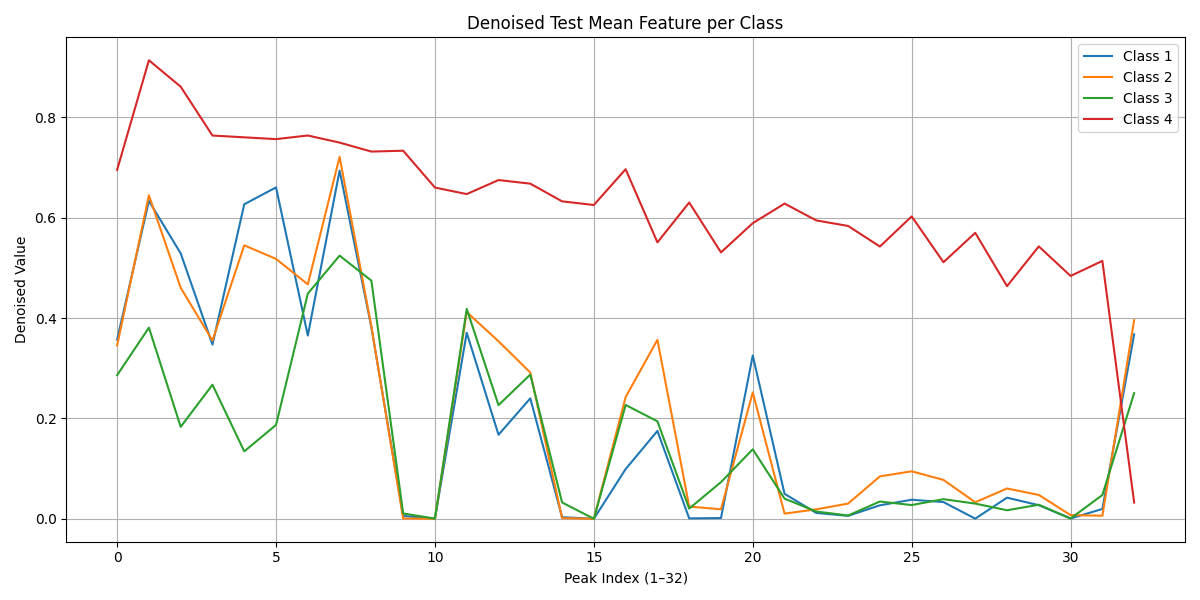 Denoised Test Mean Feature per Class
Class 1
Class 2
Class 3
Class 4
Denoised Value
0.8
0.6
0.4
0.2
0.0
0
5
10
15
20
25
30
Peak Index (1–32)